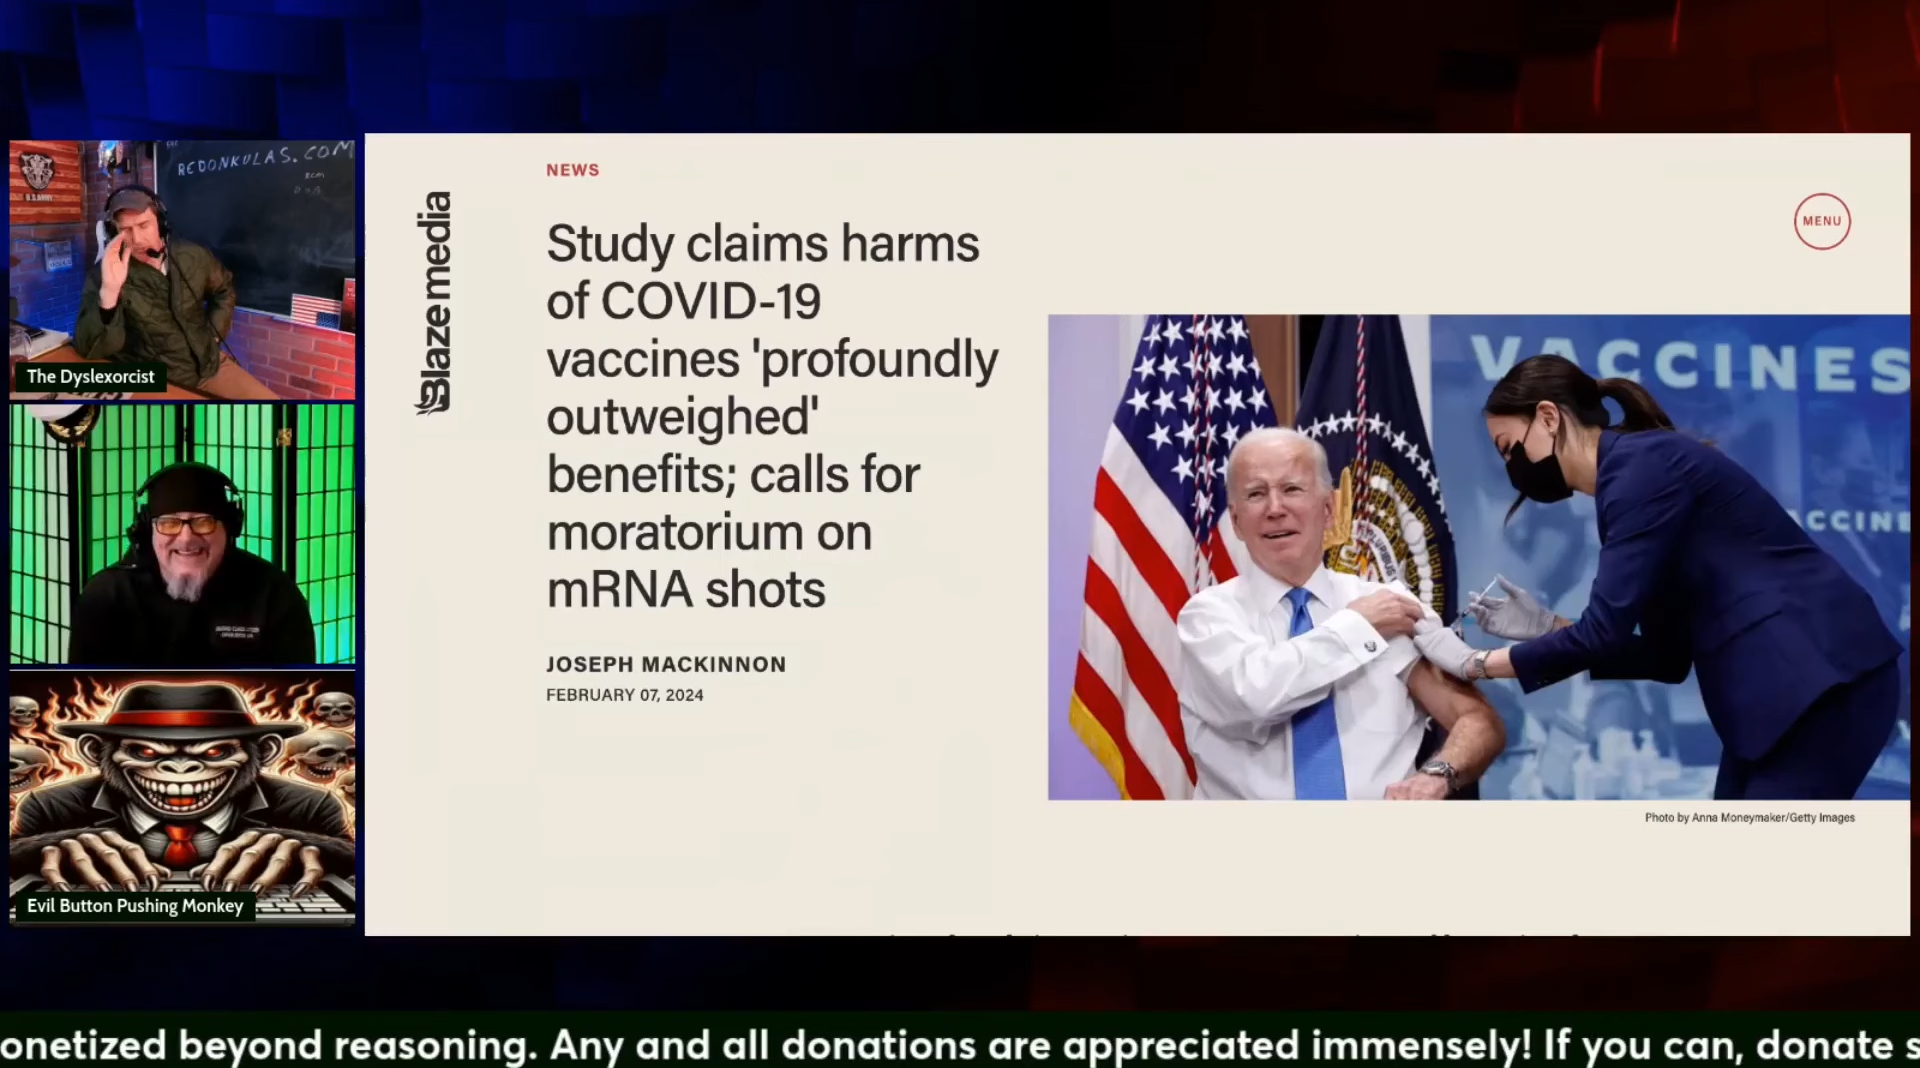 REDONKULAS.COM
U.S. ARMY
The Dyslexorcist
Evil Button Pushing Monkey
Blaze media
NEWS
Study claims harms
of COVID-19
vaccines 'profoundly
outweighed'
benefits; calls for
moratorium on
mRNA shots
JOSEPH MACKINNON
FEBRUARY 07, 2024
MENU
VACCINES
ACCINE
Photo by Anna Moneymaker/Getty Images
onetized beyond reasoning. Any and all donations are appreciated immensely! If you can, donate s